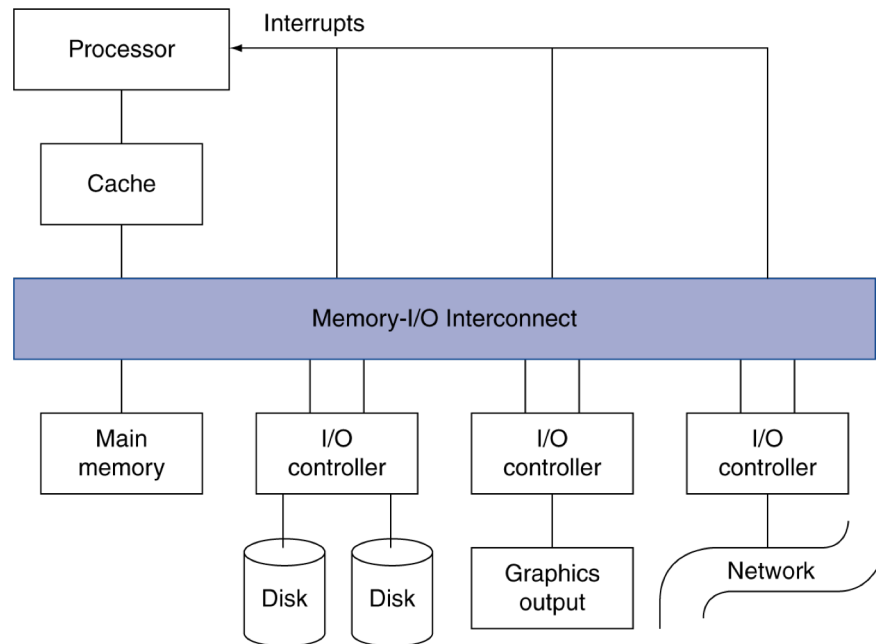 Interrupts
Processor
Cache
Memory-I/O Interconnect
Main
memory
I/O
controller
I/O
controller
I/O
controller
Disk
Disk
Graphics
output
Network